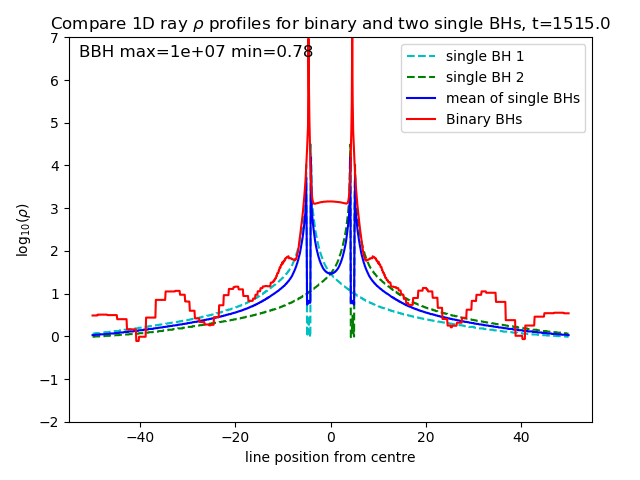 Compare 1D ray ρ profiles for binary and two single BHs, t=1515.0
BBH max=1e+07 min=0.78
single BH 1
single BH 2
mean of single BHs
Binary BHs
7
6
5
4
3
2
1
0
−1
−2
log₁₀(ρ)
−40 −20 0 20 40
line position from centre